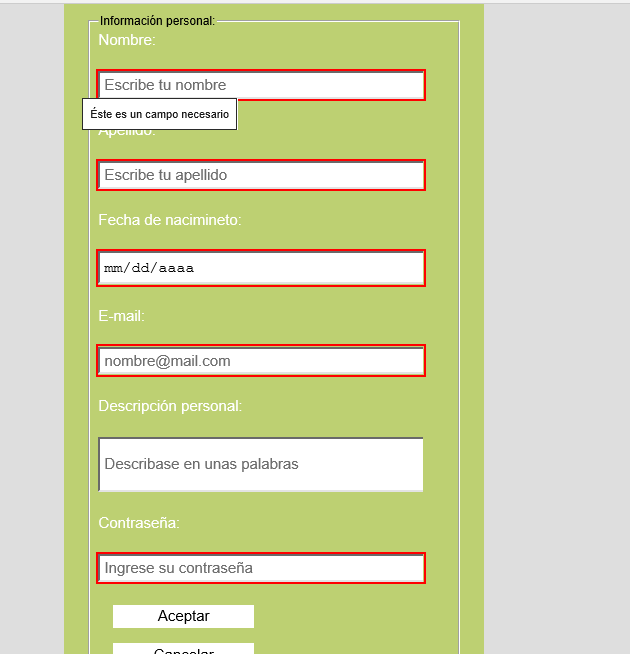 Información personal:
Nombre:
Escribe tu nombre
Éste es un campo necesario
Apellido:
Escribe tu apellido
Fecha de nacimineto:
mm/dd/aaaa
E-mail:
nombre@mail.com
Descripción personal:
Describase en unas palabras
Contraseña:
Ingrese su contraseña
Aceptar
Cancelar